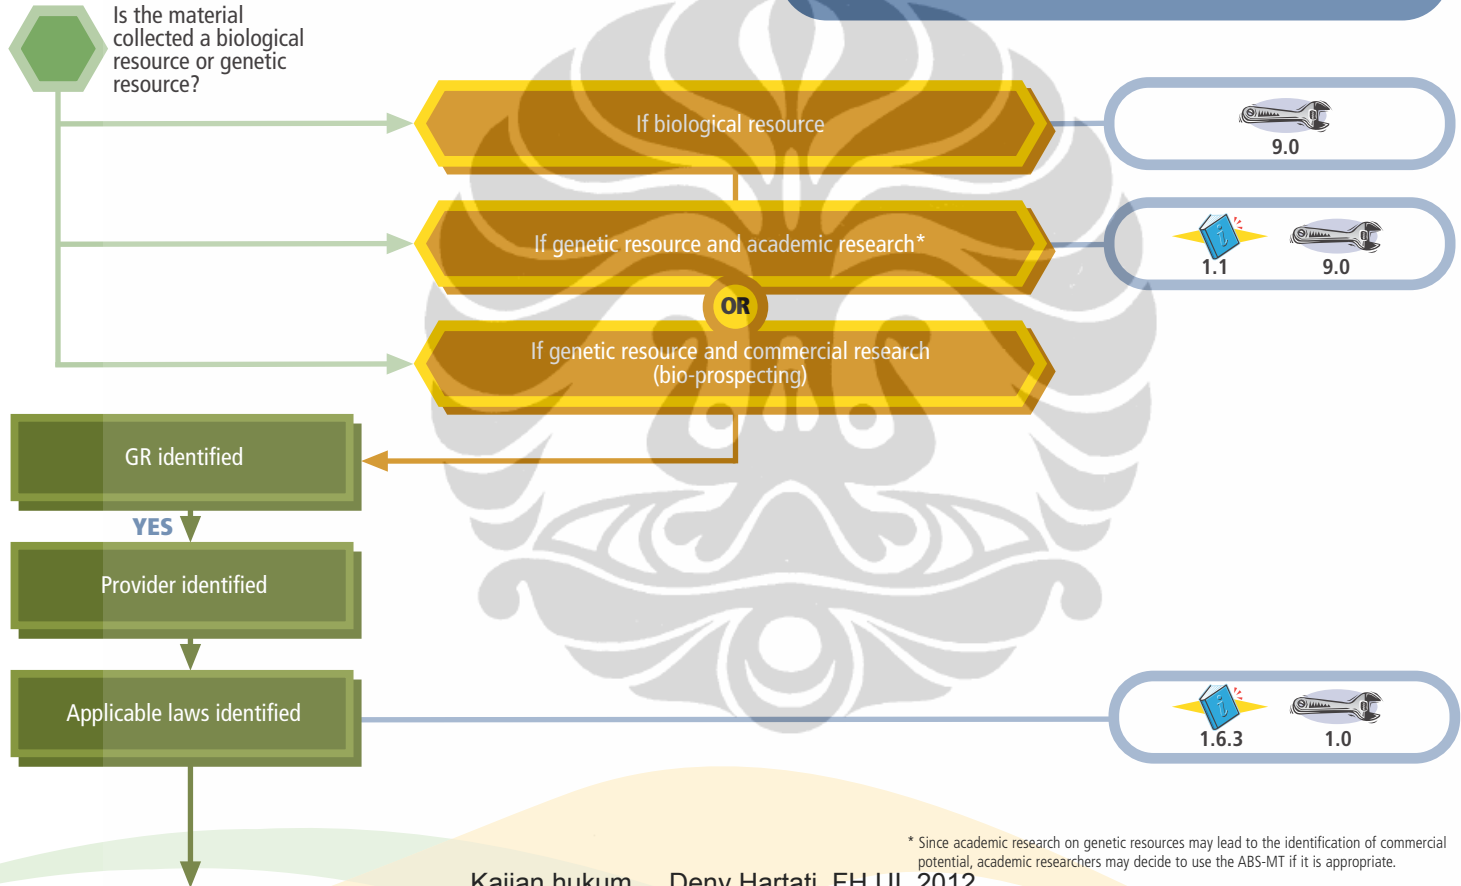 Is the material
collected a biological
resource or genetic
resource?
If biological resource
9.0
If genetic resource and academic research*
1.1
9.0
OR
If genetic resource and commercial research
(bio-prospecting)
GR identified
YES
Provider identified
Applicable laws identified
1.6.3
1.0
* Since academic research on genetic resources may lead to the identification of commercial
potential, academic researchers may decide to use the ABS-MT if it is appropriate.
Kajian hukum..., Deny Hartati, FH UI, 2012